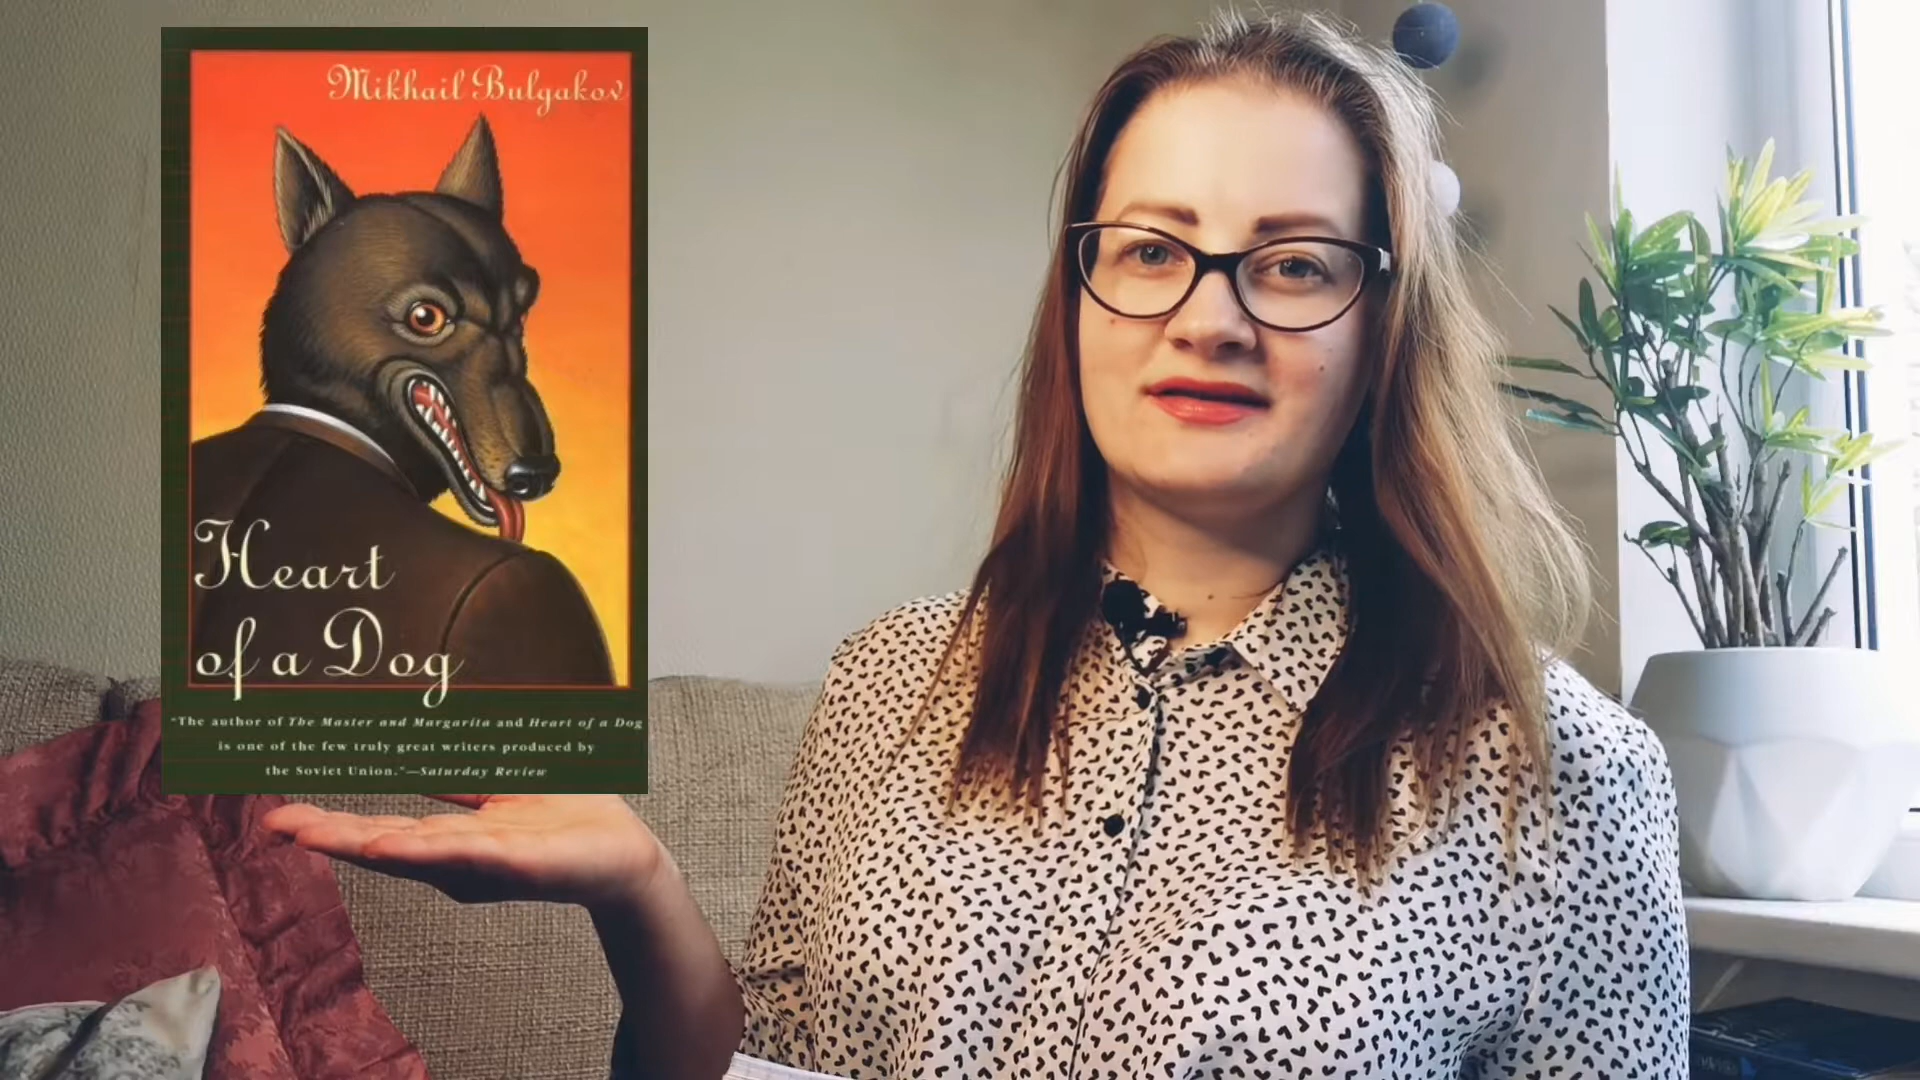 Mikhail Bulgakov
Heart
of a Dog
"The author of The Master and Margarita and Heart of a Dog
is one of the few truly great writers produced by
the Soviet Union."—Saturday Review